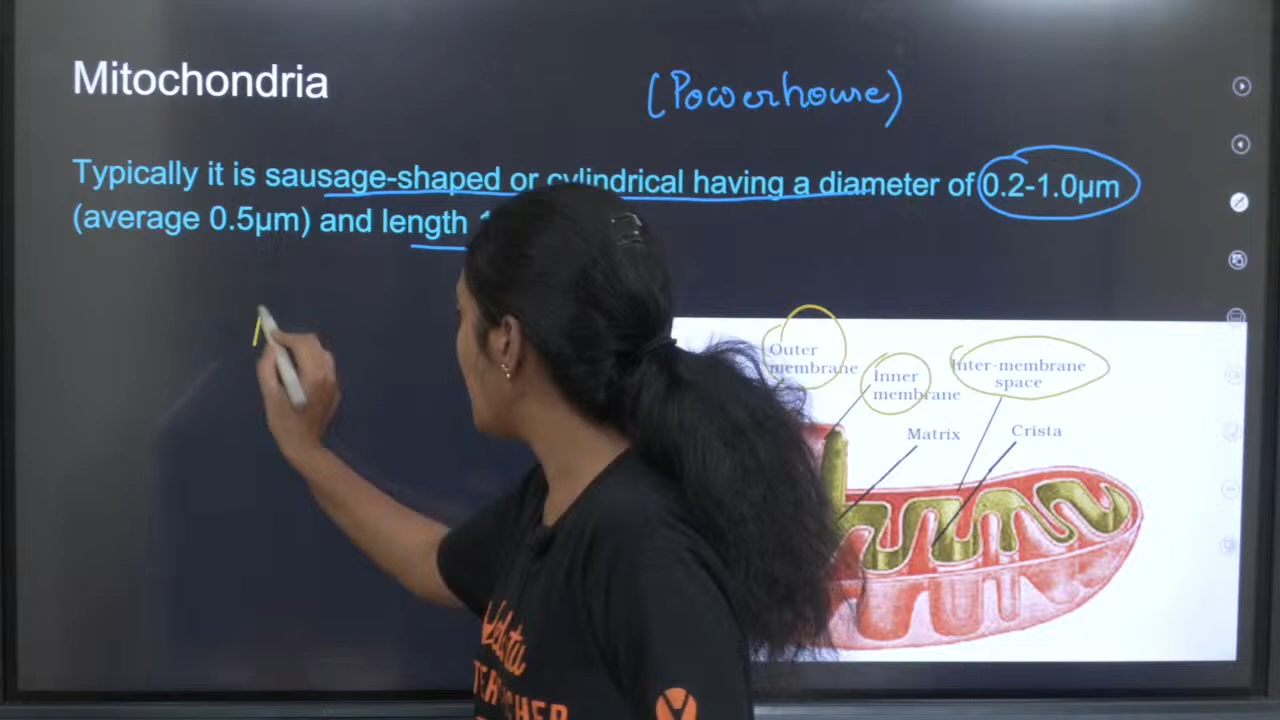 Mitochondria
(Powerhouse)
Typically it is sausage-shaped or cylindrical having a diameter of 0.2-1.0μm
(average 0.5μm) and length
Outer
membrane
Inner
membrane
Inter-membrane
space
Matrix
Crista